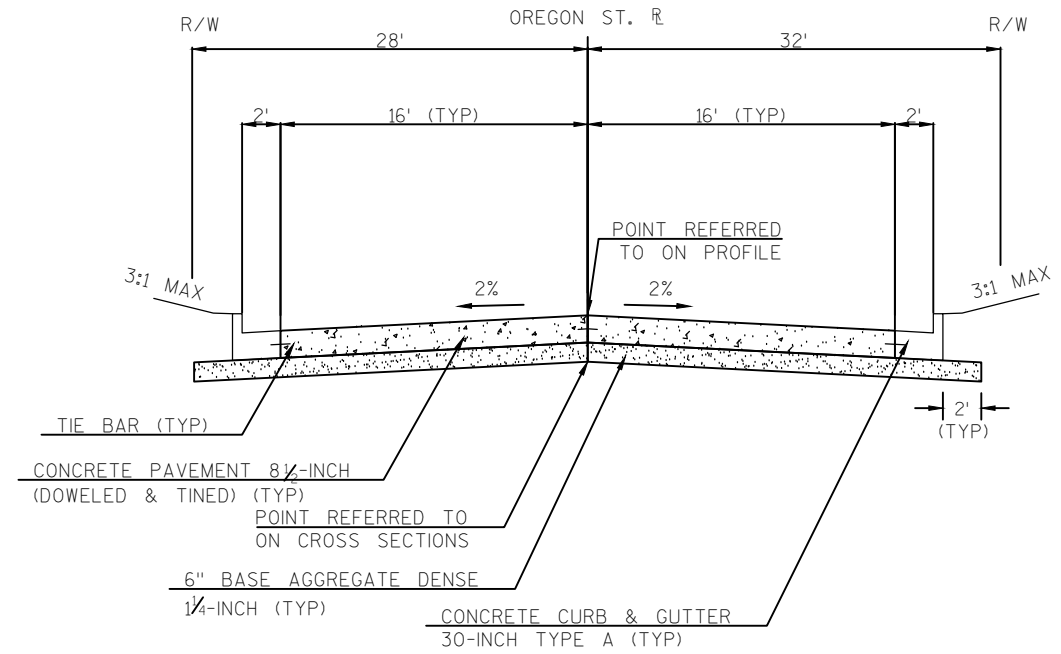 OREGON ST. R
R/W
R/W
28'
32'
2'
16' (TYP)
16' (TYP)
2'
POINT REFERRED
TO ON PROFILE
3:1 MAX
2%
2%
3:1 MAX
2'
(TYP)
TIE BAR (TYP)
CONCRETE PAVEMENT 8½-INCH
(DOWELED & TINED) (TYP)
POINT REFERRED TO
ON CROSS SECTIONS
6" BASE AGGREGATE DENSE
1¼-INCH (TYP)
CONCRETE CURB & GUTTER
30-INCH TYPE A (TYP)